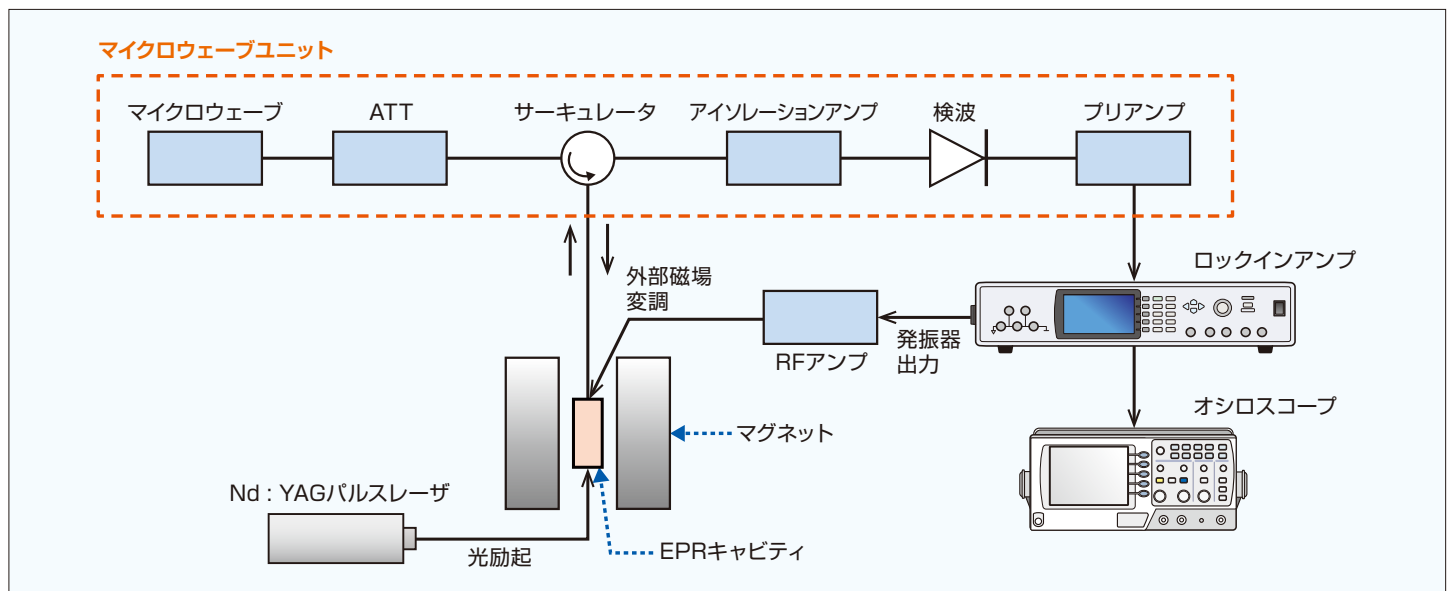 マイクロウェーブユニット
マイクロウェーブ
ATT
サーキュレータ
アイソレーションアンプ
検波
プリアンプ
外部磁場
変調
RFアンプ
発振器
出力
ロックインアンプ
オシロスコープ
マグネット
Nd : YAGパルスレーザ
光励起
EPRキャビティ